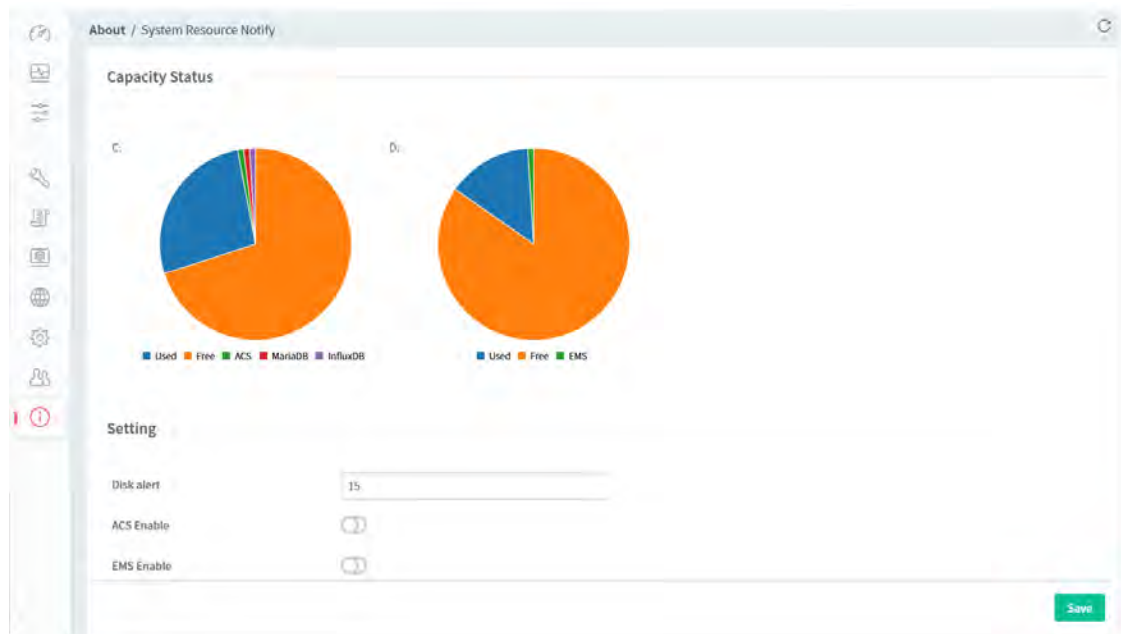 About / System Resource Notify
Capacity Status
C:
D:
Used Free ACS MariaDB InfluxDB
Used Free EMS
Setting
Disk alert
15
ACS Enable
EMS Enable
Save